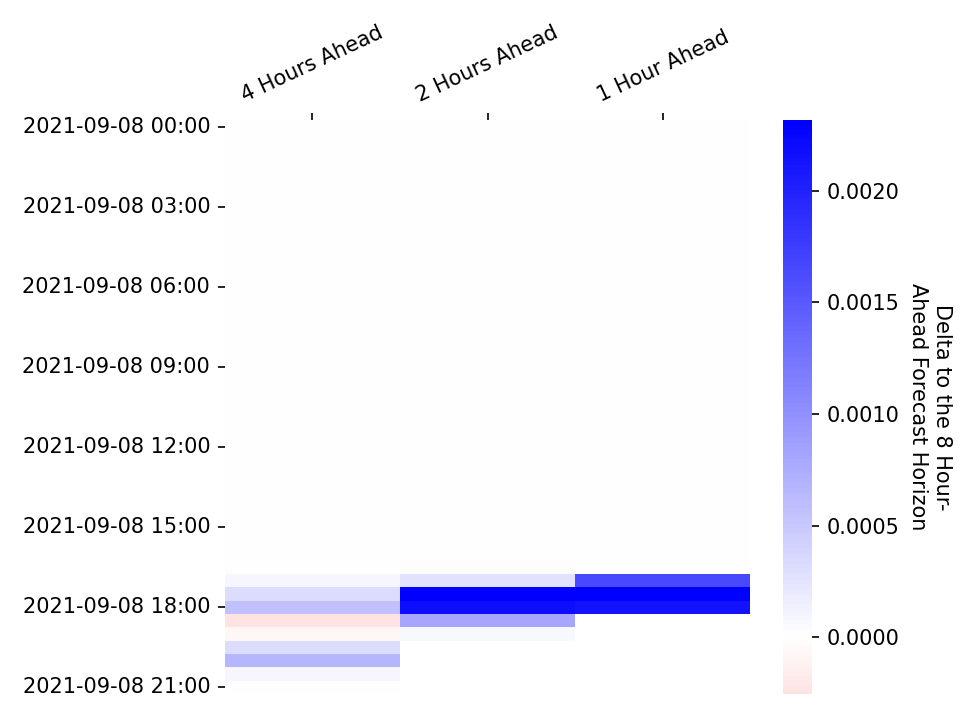 4 Hours Ahead
2 Hours Ahead
1 Hour Ahead
2021-09-08 00:00
2021-09-08 03:00
2021-09-08 06:00
2021-09-08 09:00
2021-09-08 12:00
2021-09-08 15:00
2021-09-08 18:00
2021-09-08 21:00
0.0020
0.0015
0.0010
0.0005
0.0000
Delta to the 8 Hour-
Ahead Forecast Horizon